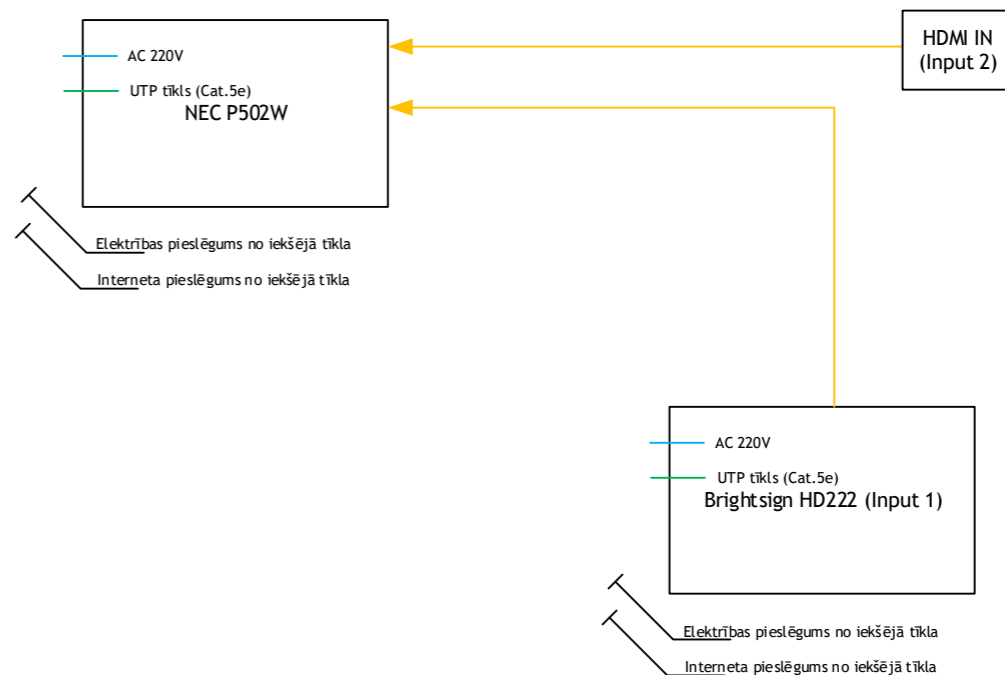 HDMI IN
(Input 2)
AC 220V
UTP tīkls (Cat.5e)
NEC P502W
Elektrības pieslēgums no iekšējā tīkla
Interneta pieslēgums no iekšējā tīkla
AC 220V
UTP tīkls (Cat.5e)
Brightsign HD222 (Input 1)
Elektrības pieslēgums no iekšējā tīkla
Interneta pieslēgums no iekšējā tīkla